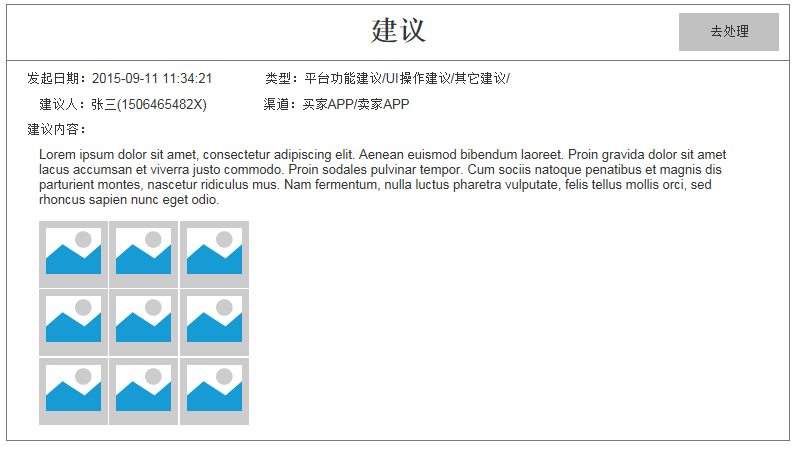 建议
去处理
发起日期：2015-09-11 11:34:21 类型：平台功能建议/UI操作建议/其它建议/
建议人：张三(1506465482X) 渠道：买家APP/卖家APP
建议内容：
Lorem ipsum dolor sit amet, consectetur adipiscing elit. Aenean euismod bibendum laoreet. Proin gravida dolor sit amet
lacus accumsan et viverra justo commodo. Proin sodales pulvinar tempor. Cum sociis natoque penatibus et magnis dis
parturient montes, nascetur ridiculus mus. Nam fermentum, nulla luctus pharetra vulputate, felis tellus mollis orci, sed
rhoncus sapien nunc eget odio.